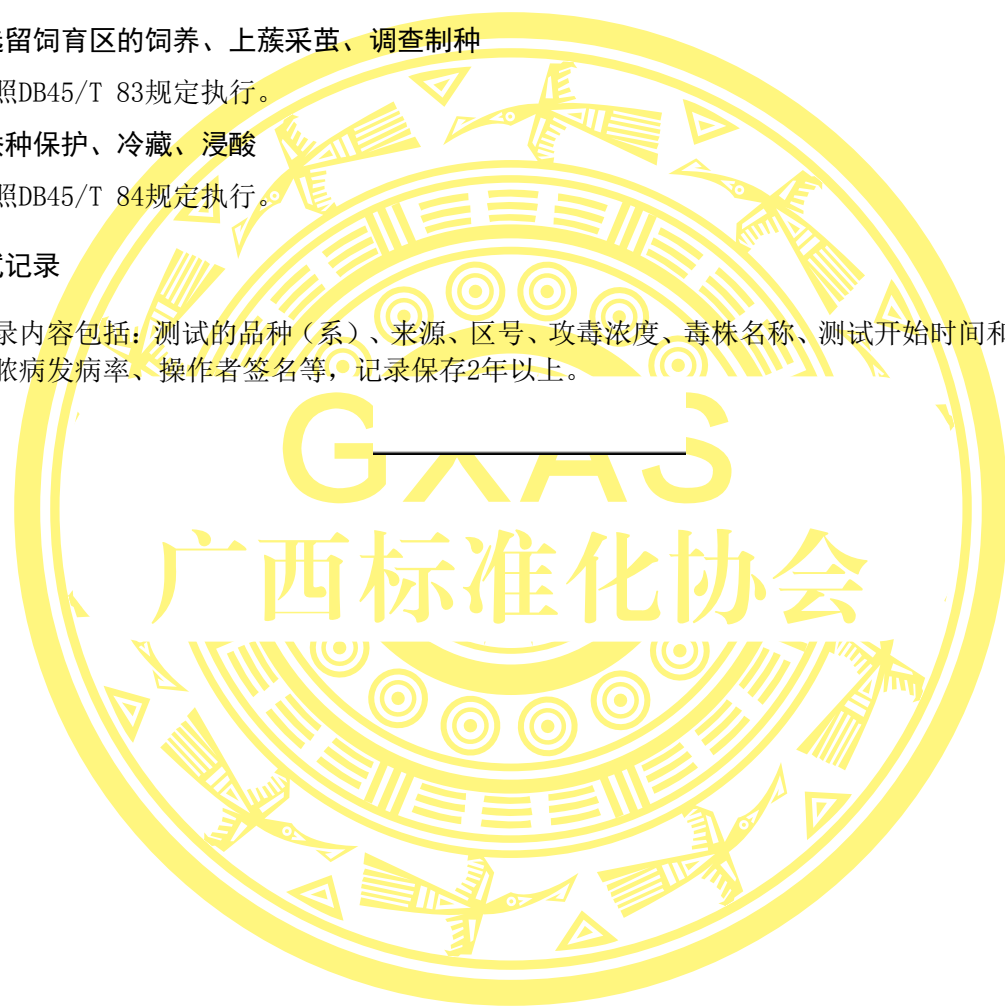 留饲育区的饲养、上蔟采茧、调查制种
照DB45/T 83规定执行。
种保护、冷藏、浸酸
照DB45/T 84规定执行。
记录
录内容包括：测试的品种（系）、来源、区号、攻毒浓度、毒株名称、测试开始时间和
脓病发病率、操作者签名等，记录保存2年以上。
GXAS
广西标准化协会